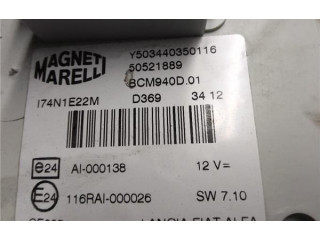 MAGNETI MARELLI
Y503440350116
50521889
BCM940D.01
I74N1E22M D369 34 12
e24 AI-000138 12 V=
E24 116RAI-000026 SW 7.10
LANCIA FIAT ALFA